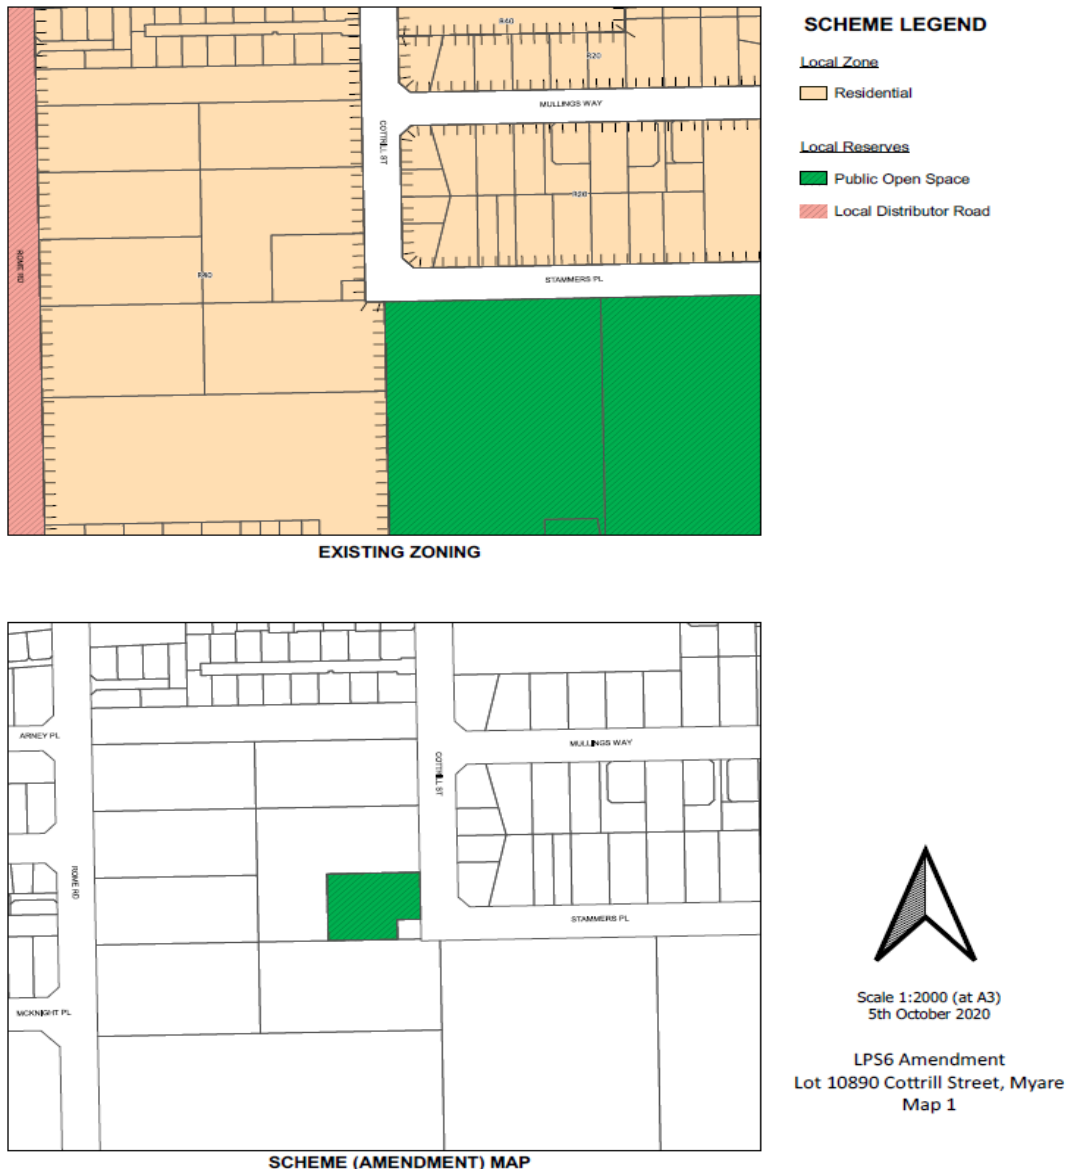 SCHEME LEGEND
Local Zone
Residential
Local Reserves
Public Open Space
Local Distributor Road
R40
R20
MULLINGS WAY
COTTRILL ST
R20
ROME RD
R40
STAMMERS PL
EXISTING ZONING
ARNEY PL
MULLINGS WAY
COTTRILL ST
ROME RD
STAMMERS PL
MCKNIGHT PL
SCHEME (AMENDMENT) MAP
Scale 1:2000 (at A3)
5th October 2020
LPS6 Amendment
Lot 10890 Cottrill Street, Myare
Map 1